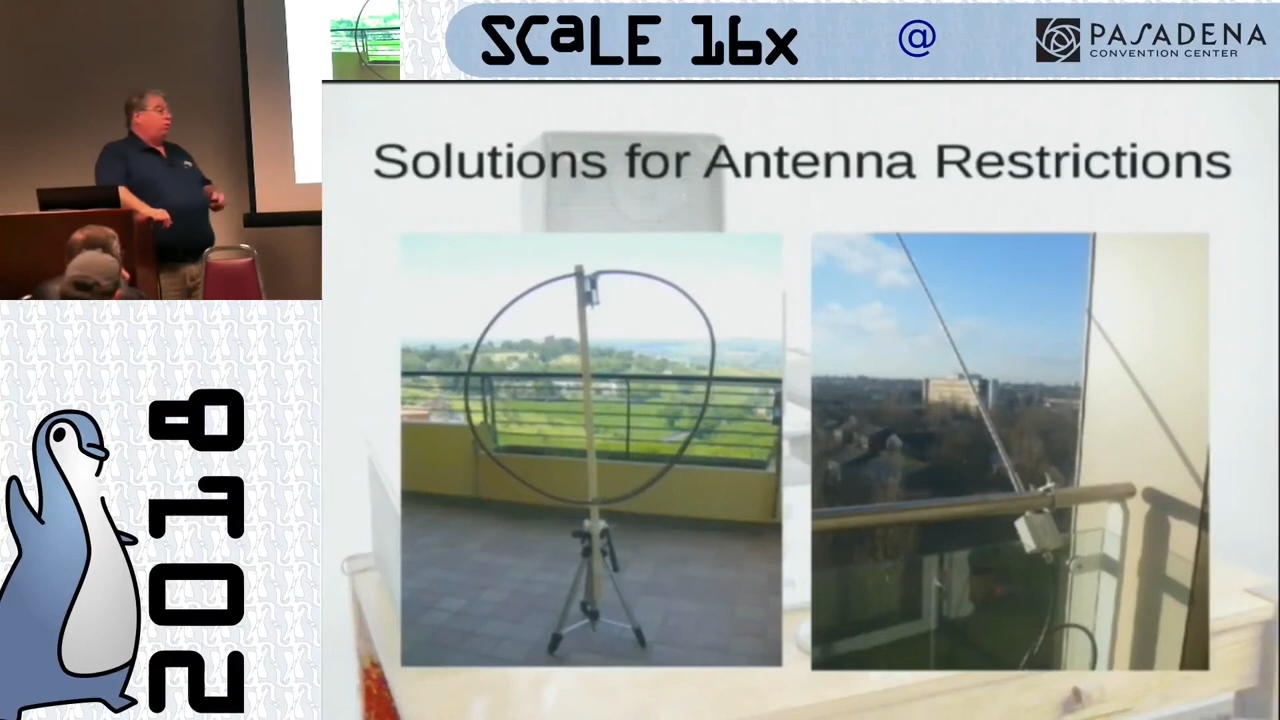 SCaLE 16x
@
PASADENA
CONVENTION CENTER
Solutions for Antenna Restrictions
2018